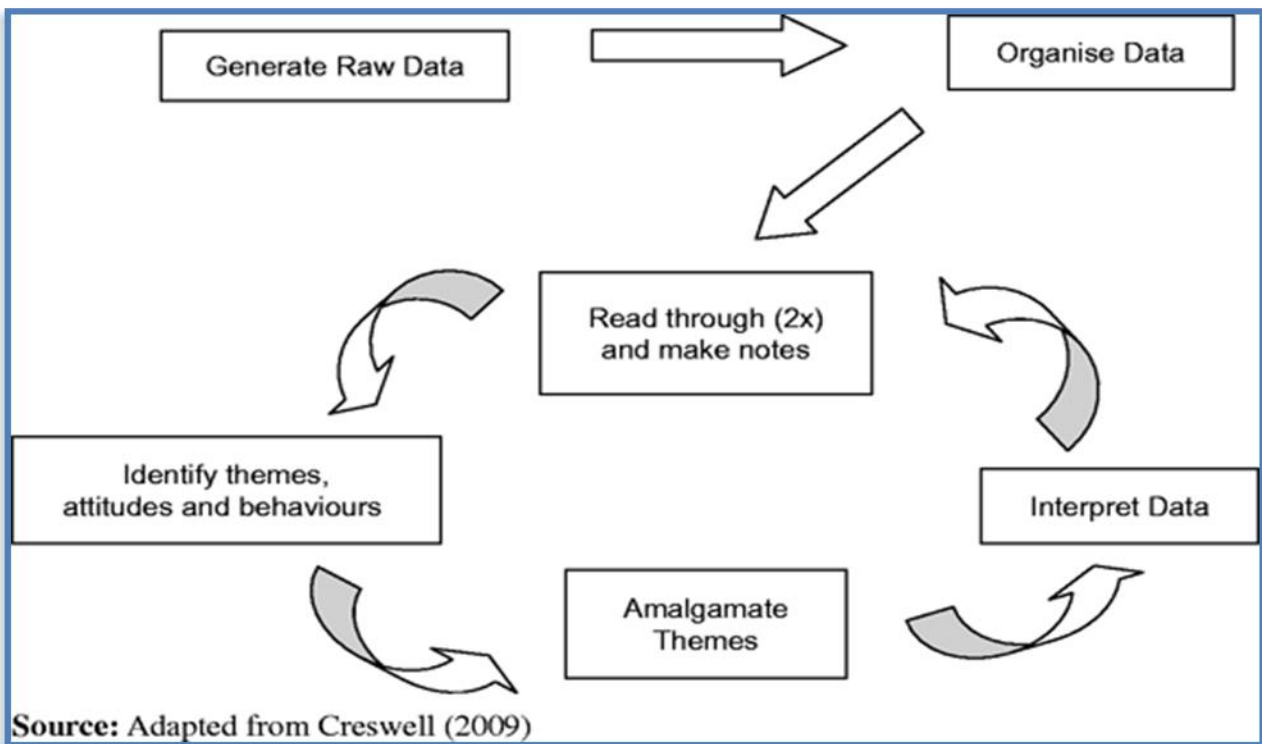 Generate Raw Data
Organise Data
Read through (2x)
and make notes
Identify themes,
attitudes and behaviours
Interpret Data
Amalgamate
Themes
Source: Adapted from Creswell (2009)